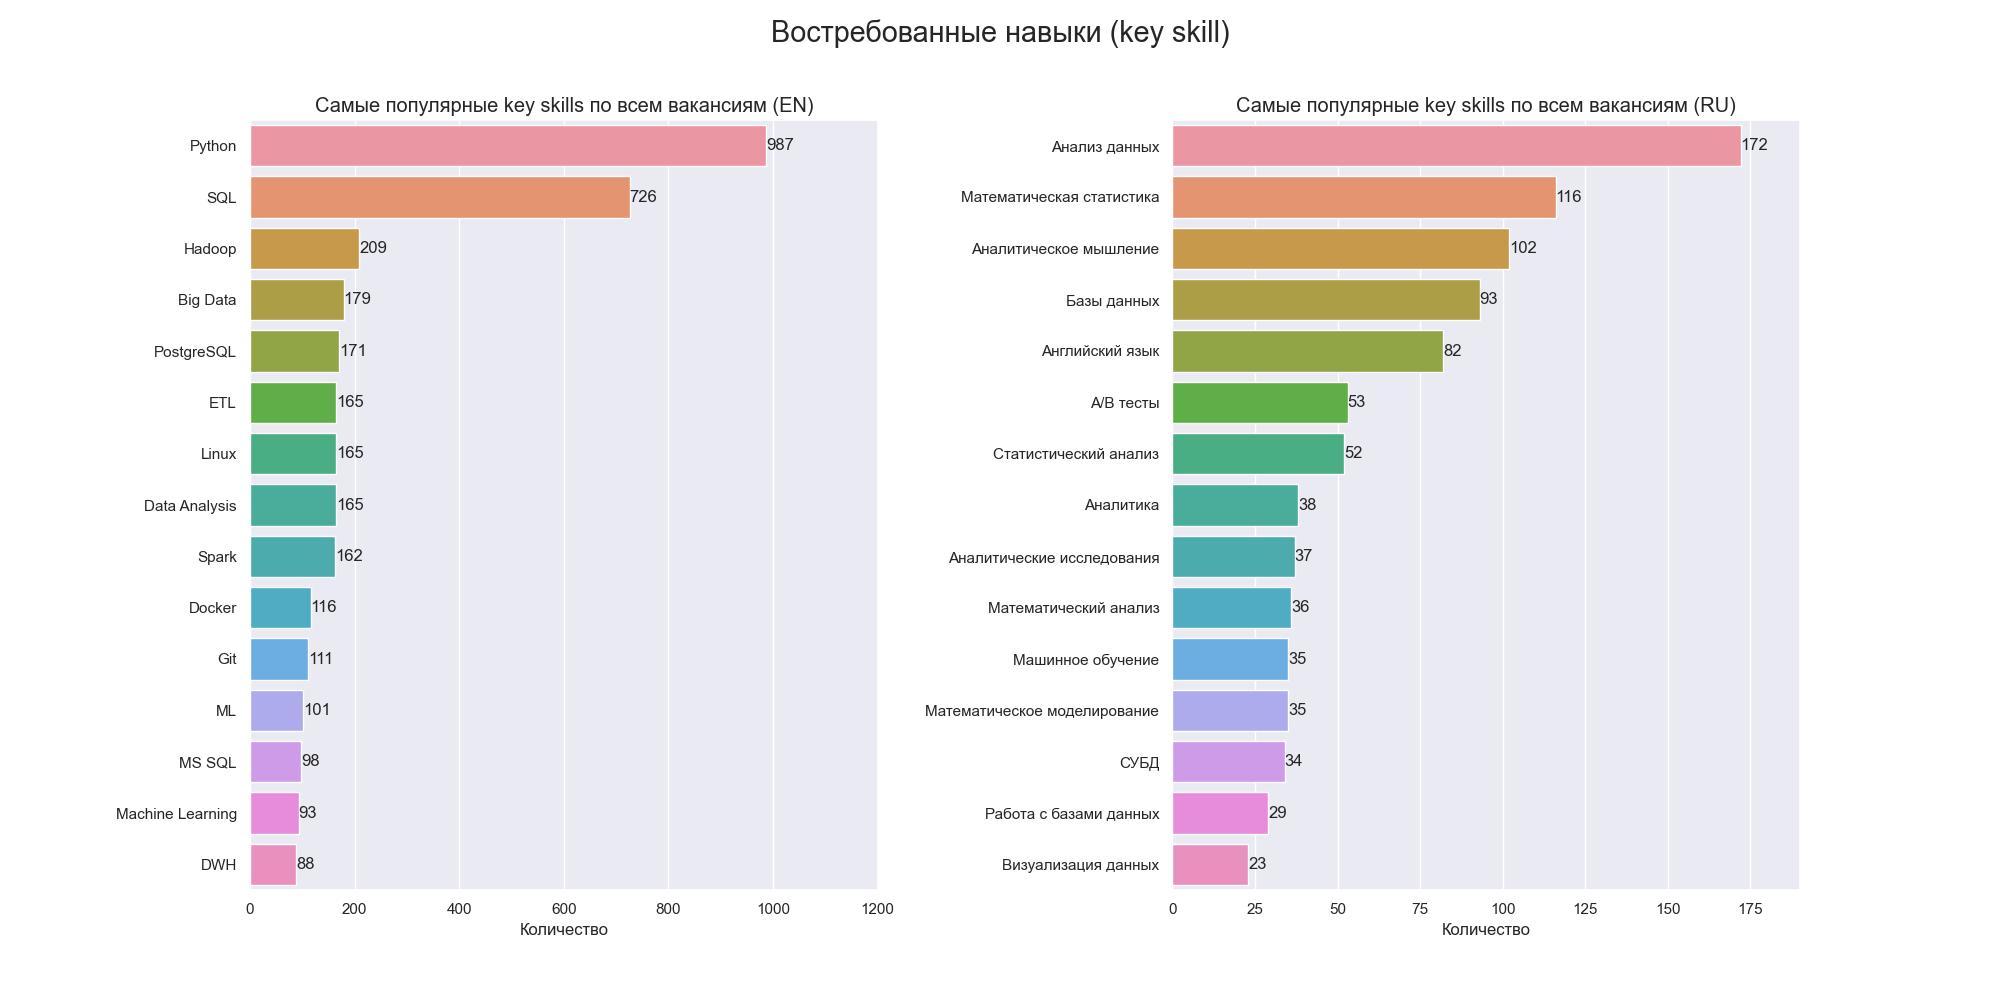 Востребованные навыки (key skill)
Самые популярные key skills по всем вакансиям (EN)
Python 987
SQL 726
Hadoop 209
Big Data 179
PostgreSQL 171
ETL 165
Linux 165
Data Analysis 165
Spark 162
Docker 116
Git 111
ML 101
MS SQL 98
Machine Learning 93
DWH 88
0 200 400 600 800 1000 1200
Количество
Самые популярные key skills по всем вакансиям (RU)
Анализ данных 172
Математическая статистика 116
Аналитическое мышление 102
Базы данных 93
Английский язык 82
A/B тесты 53
Статистический анализ 52
Аналитика 38
Аналитические исследования 37
Математический анализ 36
Машинное обучение 35
Математическое моделирование 35
СУБД 34
Работа с базами данных 29
Визуализация данных 23
0 25 50 75 100 125 150 175
Количество